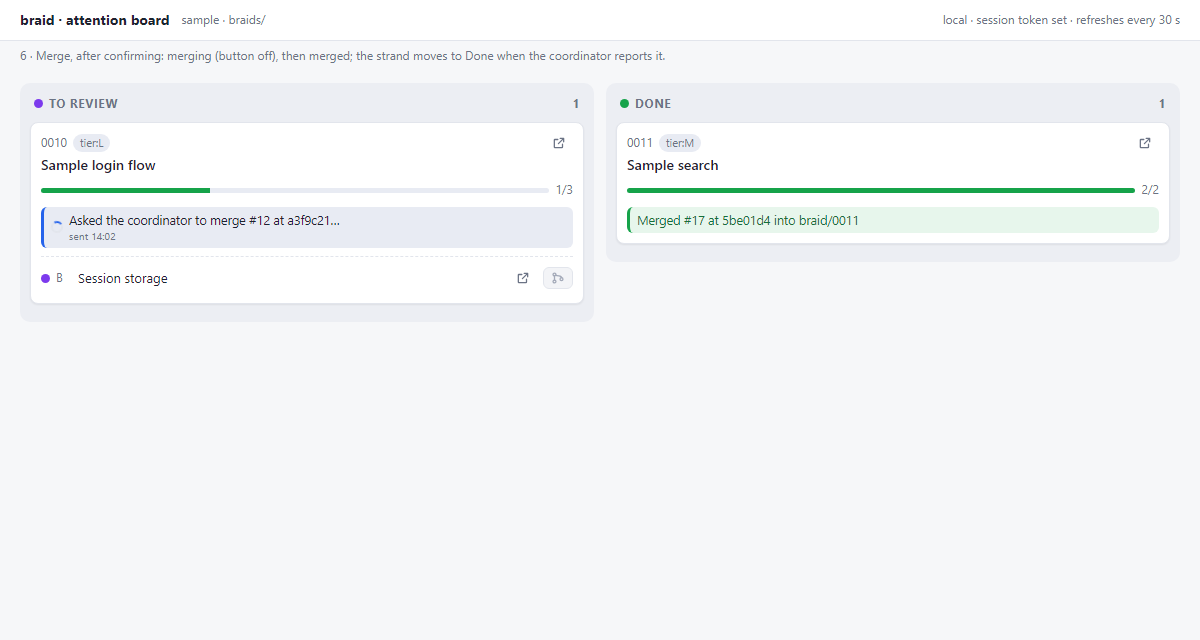 braid · attention board sample · braids/ local · session token set · refreshes every 30 s
6 · Merge, after confirming: merging (button off), then merged; the strand moves to Done when the coordinator reports it.
TO REVIEW 1
0010 tier:L
Sample login flow
1/3
Asked the coordinator to merge #12 at a3f9c21...
sent 14:02
B Session storage
DONE 1
0011 tier:M
Sample search
2/2
Merged #17 at 5be01d4 into braid/0011